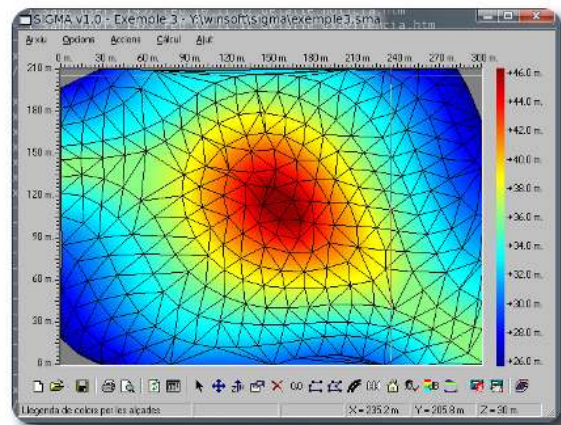 SIGMA v1.0 - Exemple 3 - Y:\winsoft\sigma\exemple3.sma
Arxiu Opcions Accions Càlcul Ajut
0 m. 30 m. 60 m. 90 m. 120 m. 150 m. 180 m. 210 m. 240 m. 270 m. 300 m.
210 m. +46.0 m.
180 m. +44.0 m.
+42.0 m.
150 m. +40.0 m.
120 m. +38.0 m.
+36.0 m.
90 m. +34.0 m.
60 m. +32.0 m.
+30.0 m.
30 m. +28.0 m.
0 m. +26.0 m.
Llegenda de colors per les alçades X = 235.2 m Y = 205.8 m Z = 30 m.